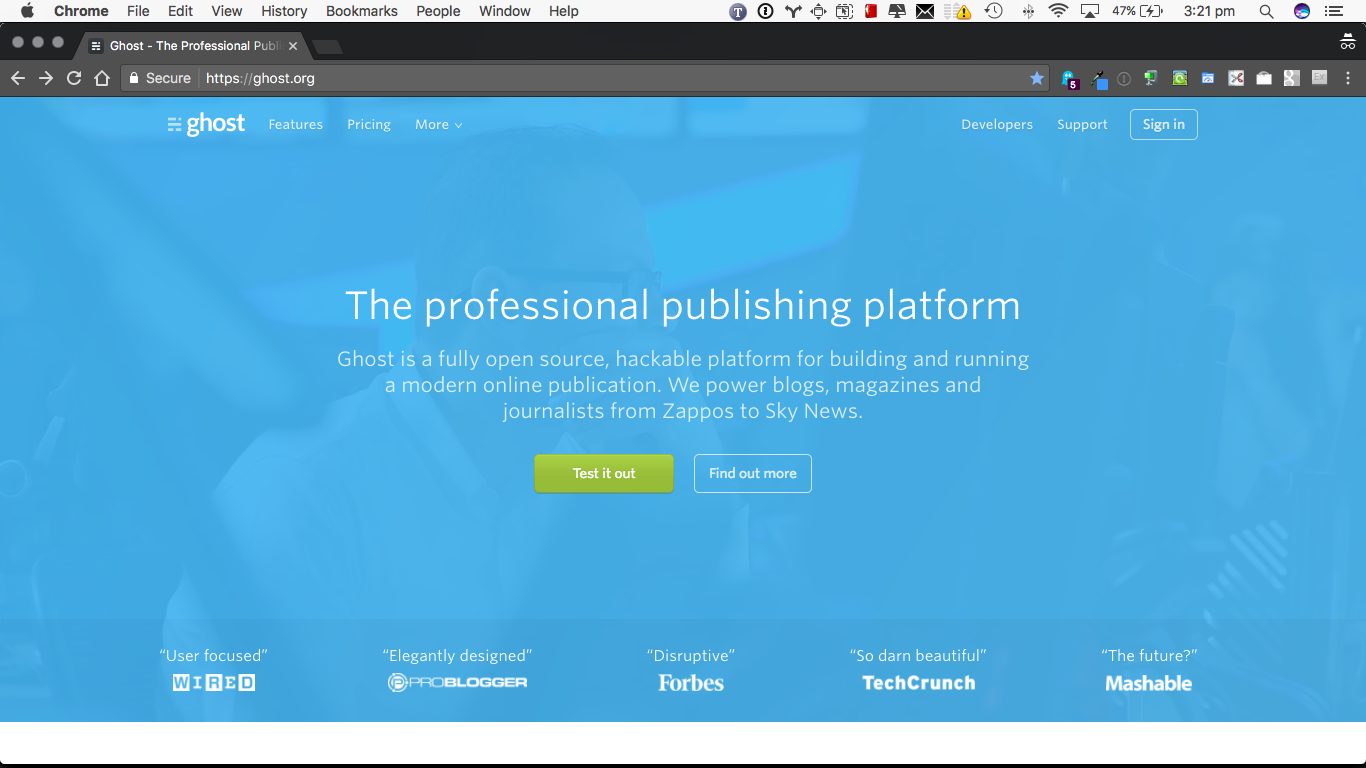 Chrome File Edit View History Bookmarks People Window Help 47% 3:21 pm
Ghost - The Professional Publ
Secure https://ghost.org
5
ghost Features Pricing More Developers Support Sign in
The professional publishing platform
Ghost is a fully open source, hackable platform for building and running
a modern online publication. We power blogs, magazines and
journalists from Zappos to Sky News.
Test it out Find out more
“User focused” “Elegantly designed” “Disruptive” “So darn beautiful” “The future?”
WIRED PROBLOGGER Forbes TechCrunch Mashable